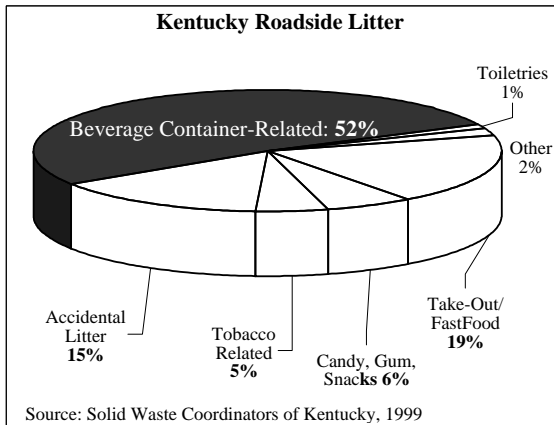 Kentucky Roadside Litter
Toiletries
1%
Beverage Container-Related: 52%
Other
2%
Accidental
Litter
15%
Tobacco
Related
5%
Candy, Gum,
Snacks 6%
Take-Out/
FastFood
19%
Source: Solid Waste Coordinators of Kentucky, 1999